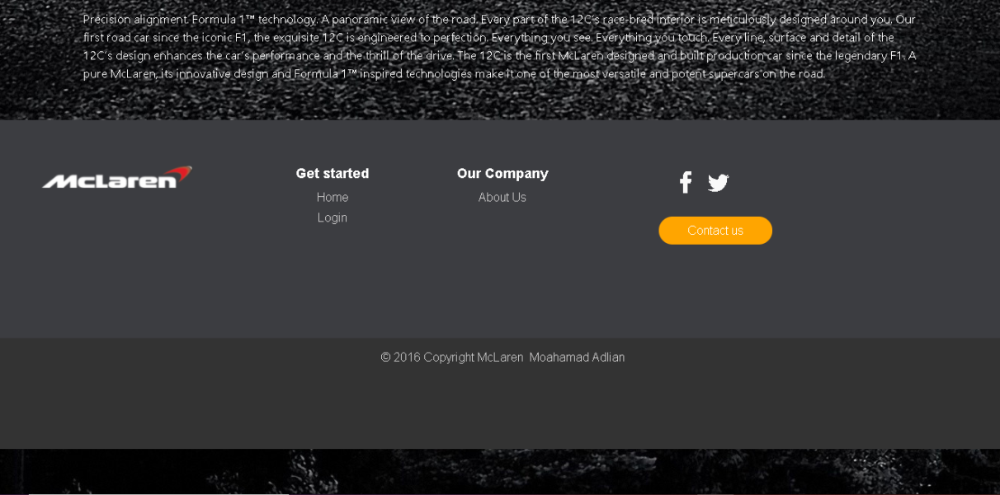 Precision alignment. Formula 1™ technology. A panoramic view of the road. Every part of the 12C's race-bred interior is meticulously designed around you. Our
first road car since the iconic F1, the exquisite 12C is engineered to perfection. Everything you see. Everything you touch. Every line, surface and detail of the
12C's design enhances the car's performance and the thrill of the drive. The 12C is the first McLaren designed and built production car since the legendary F1. A
pure McLaren, its innovative design and Formula 1™ inspired technologies make it one of the most versatile and potent supercars on the road.
McLaren
Get started
Home
Login
Our Company
About Us
Contact us
© 2016 Copyright McLaren Moahamad Adlian